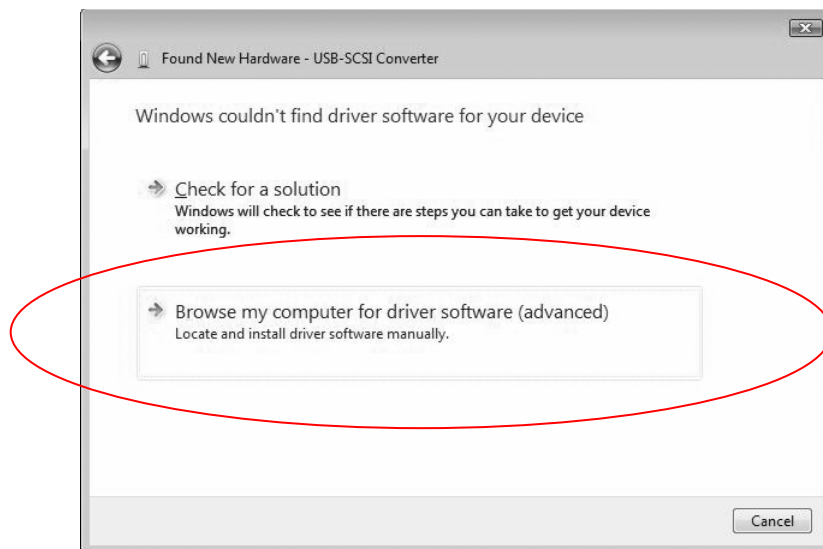 Found New Hardware - USB-SCSI Converter
Windows couldn't find driver software for your device
Check for a solution
Windows will check to see if there are steps you can take to get your device
working.
Browse my computer for driver software (advanced)
Locate and install driver software manually.
Cancel